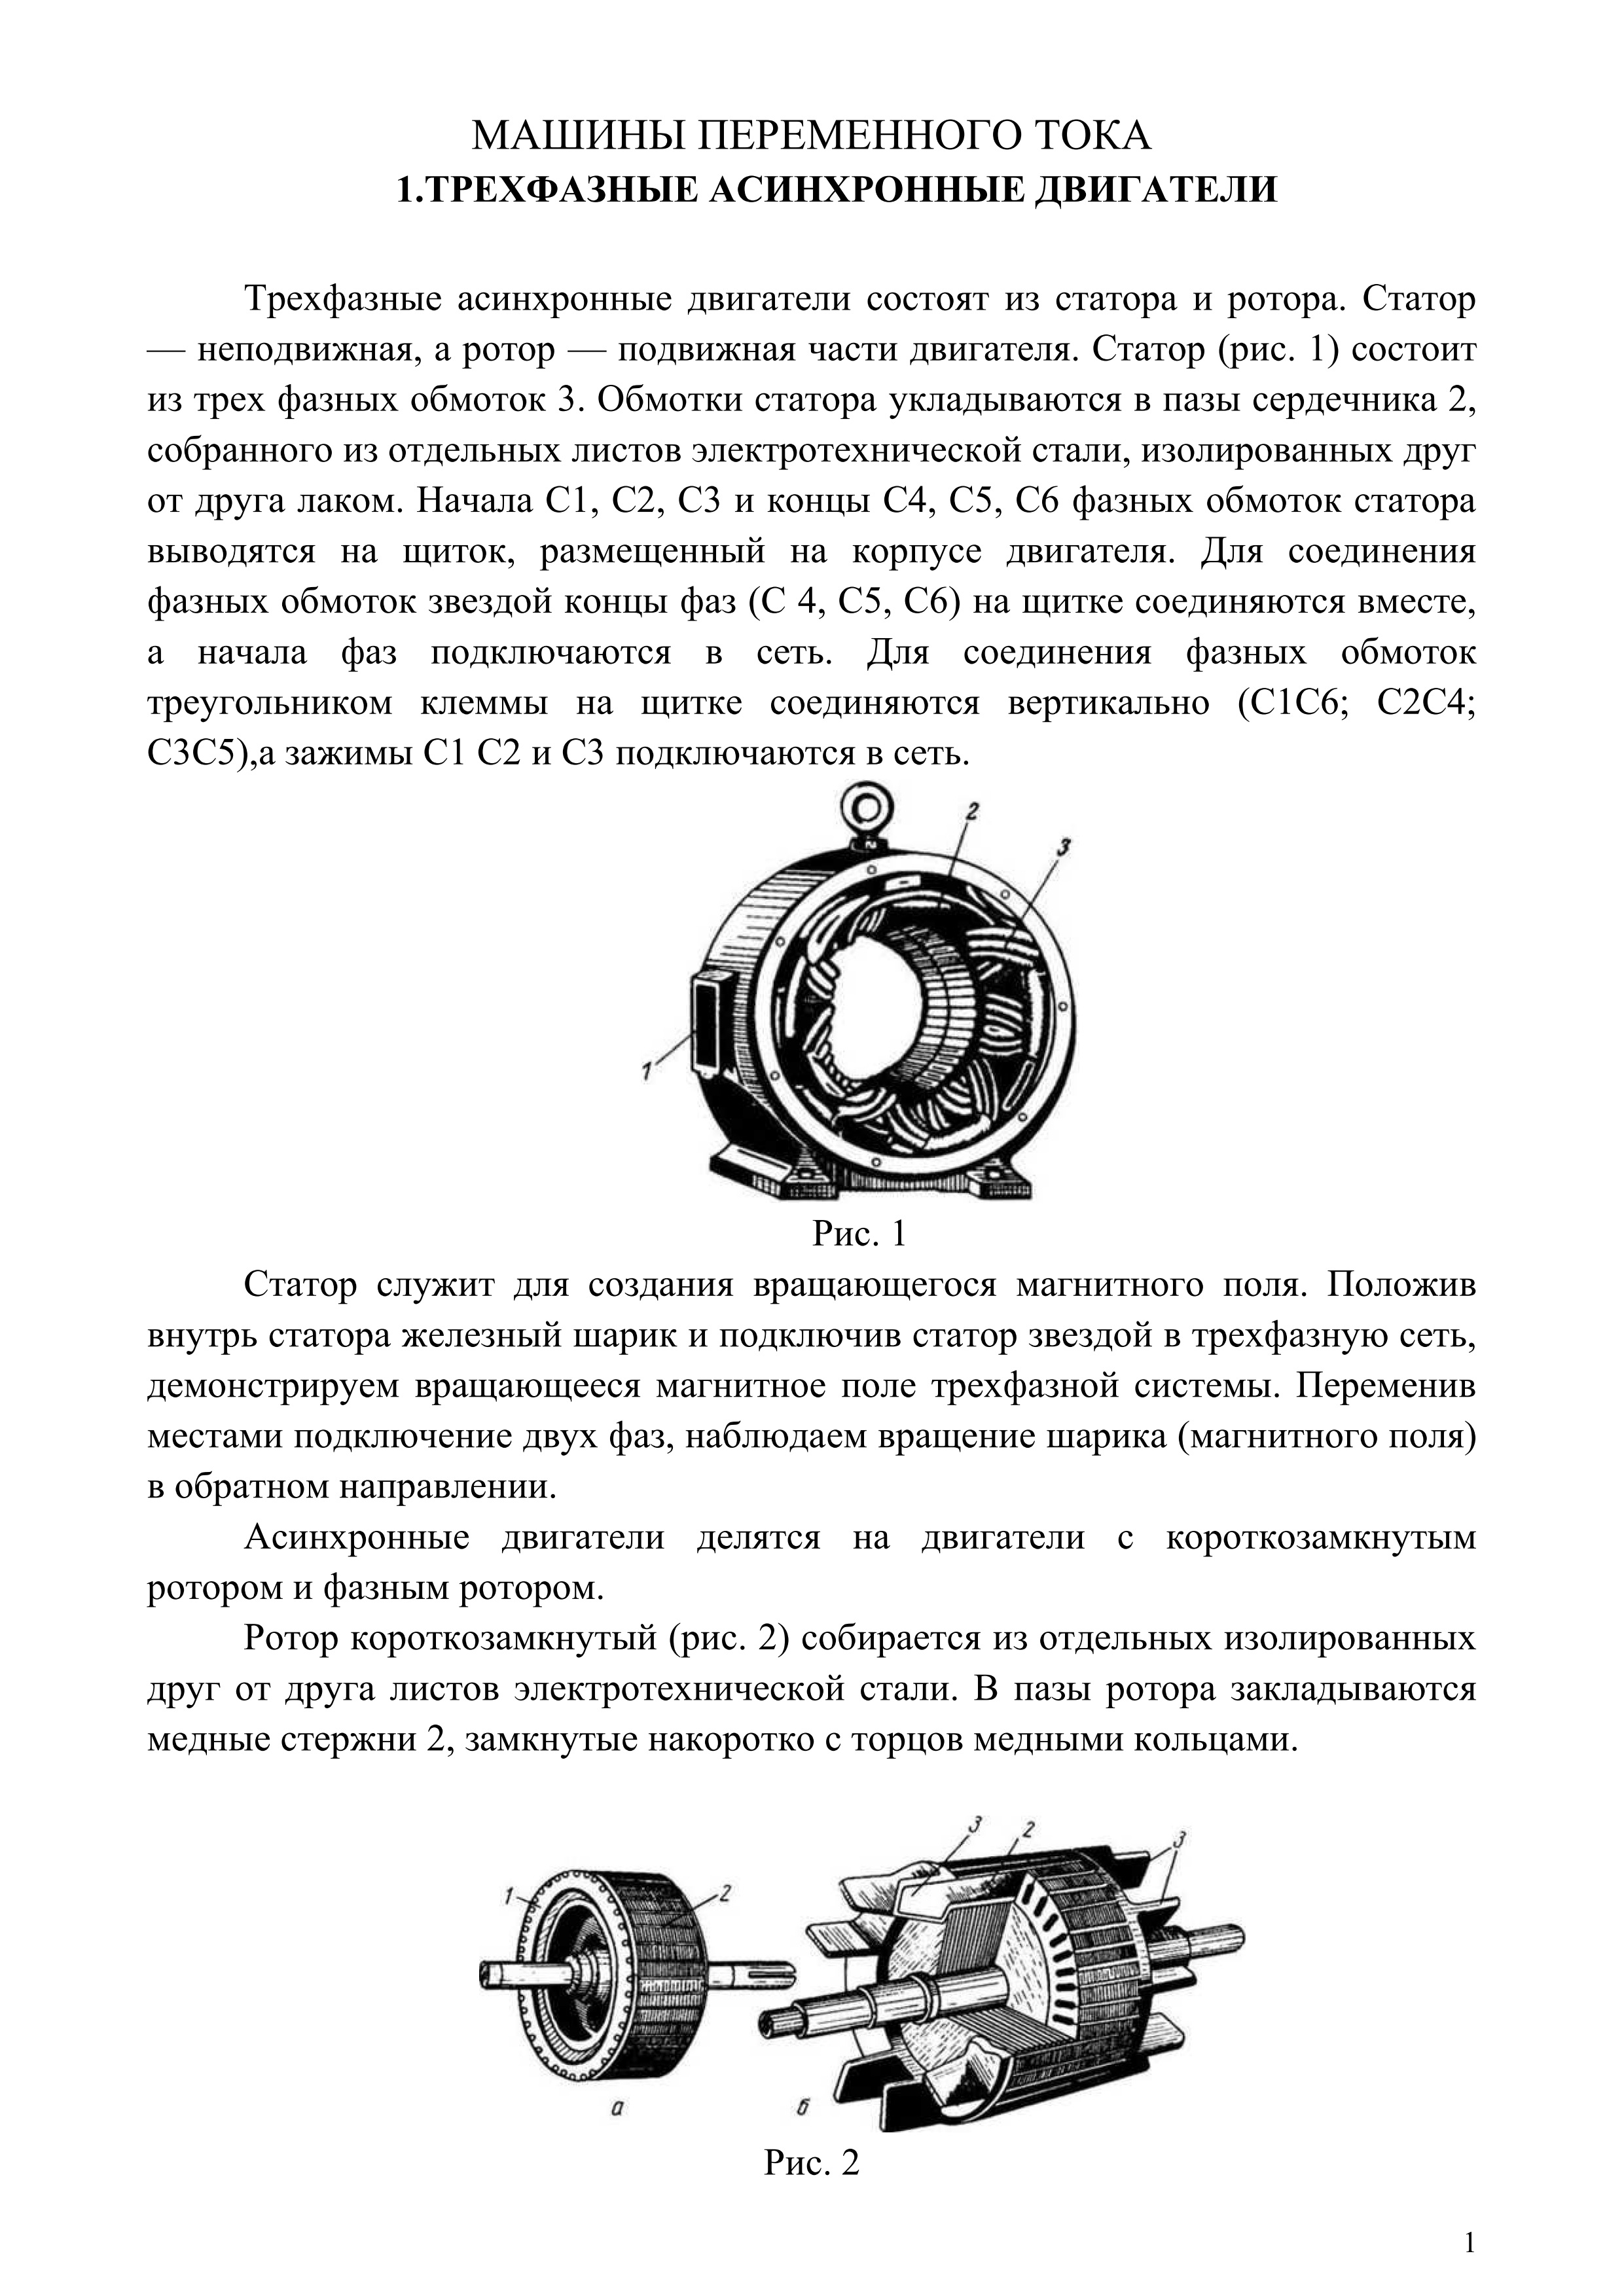 МАШИНЫ ПЕРЕМЕННОГО ТОКА
1.ТРЕХФАЗНЫЕ АСИНХРОННЫЕ ДВИГАТЕЛИ
Трехфазные асинхронные двигатели состоят из статора и ротора. Статор
— неподвижная, а ротор — подвижная части двигателя. Статор (рис. 1) состоит
из трех фазных обмоток 3. Обмотки статора укладываются в пазы сердечника 2,
собранного из отдельных листов электротехнической стали, изолированных друг
от друга лаком. Начала С1, С2, С3 и концы С4, С5, С6 фазных обмоток статора
выводятся на щиток, размещенный на корпусе двигателя. Для соединения
фазных обмоток звездой концы фаз (С 4, С5, С6) на щитке соединяются вместе,
а начала фаз подключаются в сеть. Для соединения фазных обмоток
треугольником клеммы на щитке соединяются вертикально (С1С6; С2С4;
С3С5),а зажимы С1 С2 и С3 подключаются в сеть.
2
3
1
Рис. 1
Статор служит для создания вращающегося магнитного поля. Положив
внутрь статора железный шарик и подключив статор звездой в трехфазную сеть,
демонстрируем вращающееся магнитное поле трехфазной системы. Переменив
местами подключение двух фаз, наблюдаем вращение шарика (магнитного поля)
в обратном направлении.
Асинхронные двигатели делятся на двигатели с короткозамкнутым
ротором и фазным ротором.
Ротор короткозамкнутый (рис. 2) собирается из отдельных изолированных
друг от друга листов электротехнической стали. В пазы ротора закладываются
медные стержни 2, замкнутые накоротко с торцов медными кольцами.
3 2 3
1 2
а б
Рис. 2
1